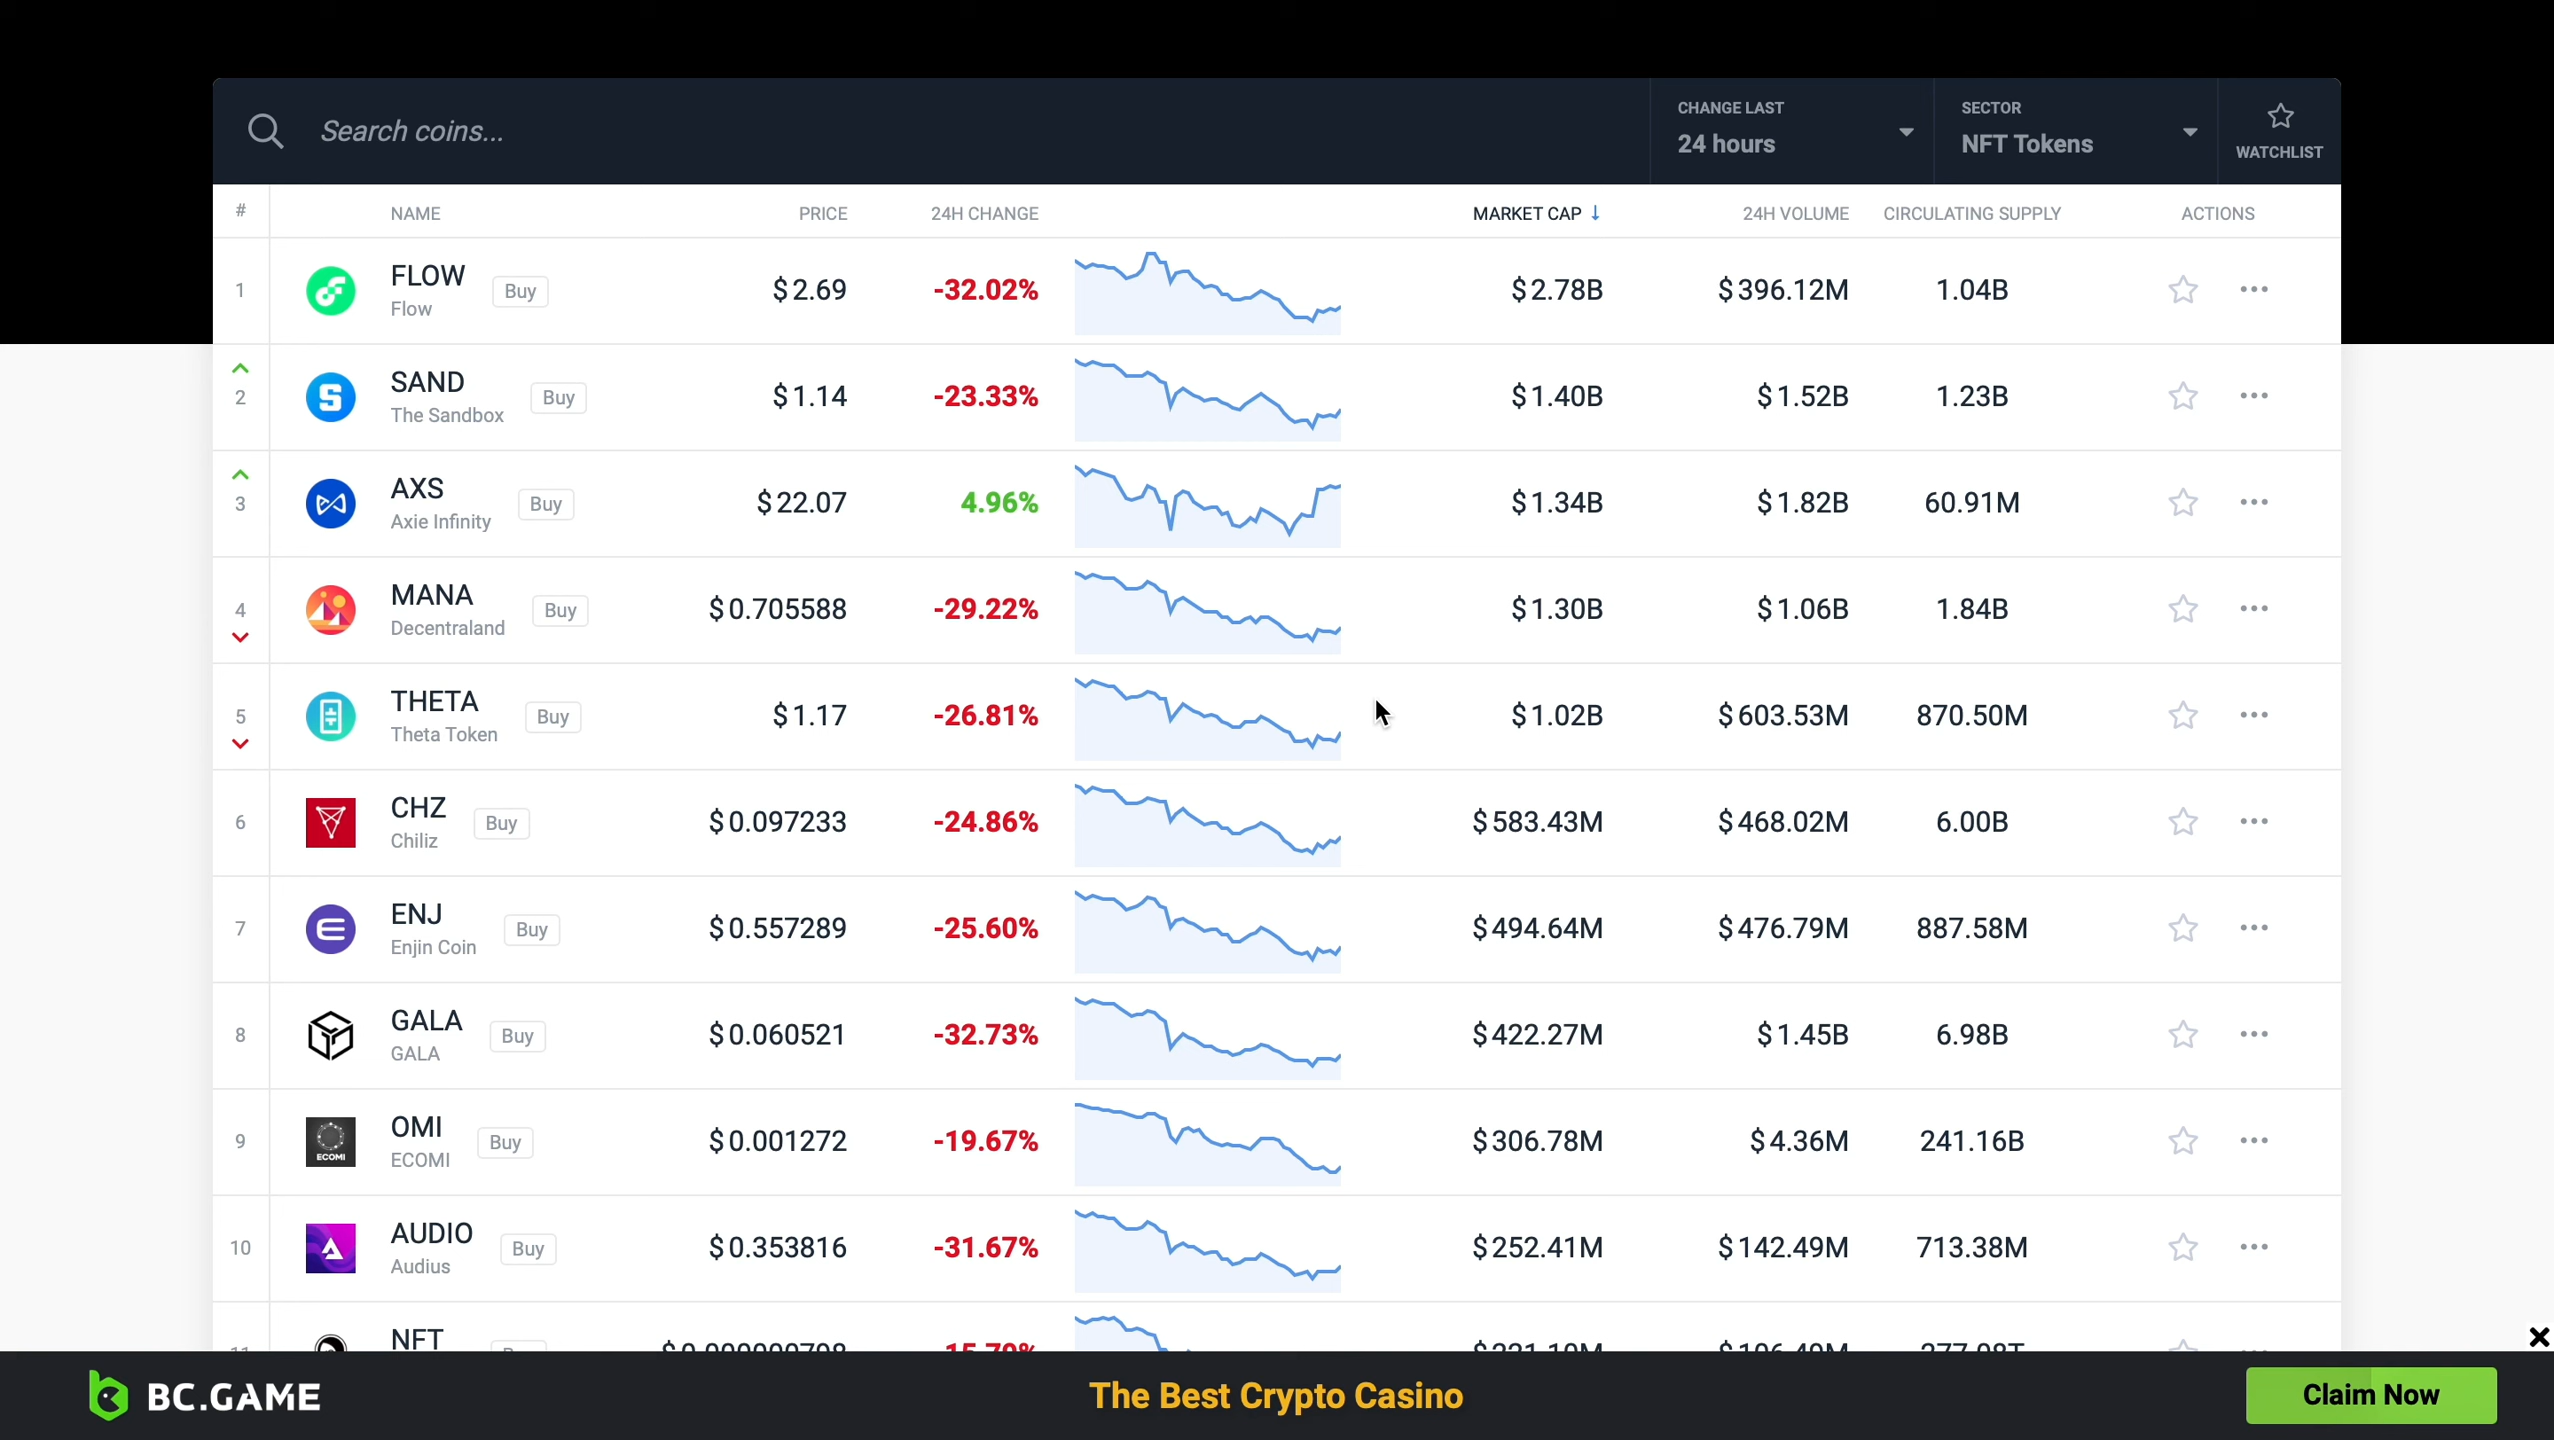 Search coins...
CHANGE LAST
24 hours
SECTOR
NFT Tokens
WATCHLIST
# NAME PRICE 24H CHANGE MARKET CAP ↓ 24H VOLUME CIRCULATING SUPPLY ACTIONS
1 FLOW Flow Buy $2.69 -32.02% $2.78B $396.12M 1.04B
2 SAND The Sandbox Buy $1.14 -23.33% $1.40B $1.52B 1.23B
3 AXS Axie Infinity Buy $22.07 4.96% $1.34B $1.82B 60.91M
4 MANA Decentraland Buy $0.705588 -29.22% $1.30B $1.06B 1.84B
5 THETA Theta Token Buy $1.17 -26.81% $1.02B $603.53M 870.50M
6 CHZ Chiliz Buy $0.097233 -24.86% $583.43M $468.02M 6.00B
7 ENJ Enjin Coin Buy $0.557289 -25.60% $494.64M $476.79M 887.58M
8 GALA GALA Buy $0.060521 -32.73% $422.27M $1.45B 6.98B
9 ECOMI OMI ECOMI Buy $0.001272 -19.67% $306.78M $4.36M 241.16B
10 AUDIO Audius Buy $0.353816 -31.67% $252.41M $142.49M 713.38M
NFT
BC.GAME
The Best Crypto Casino
Claim Now